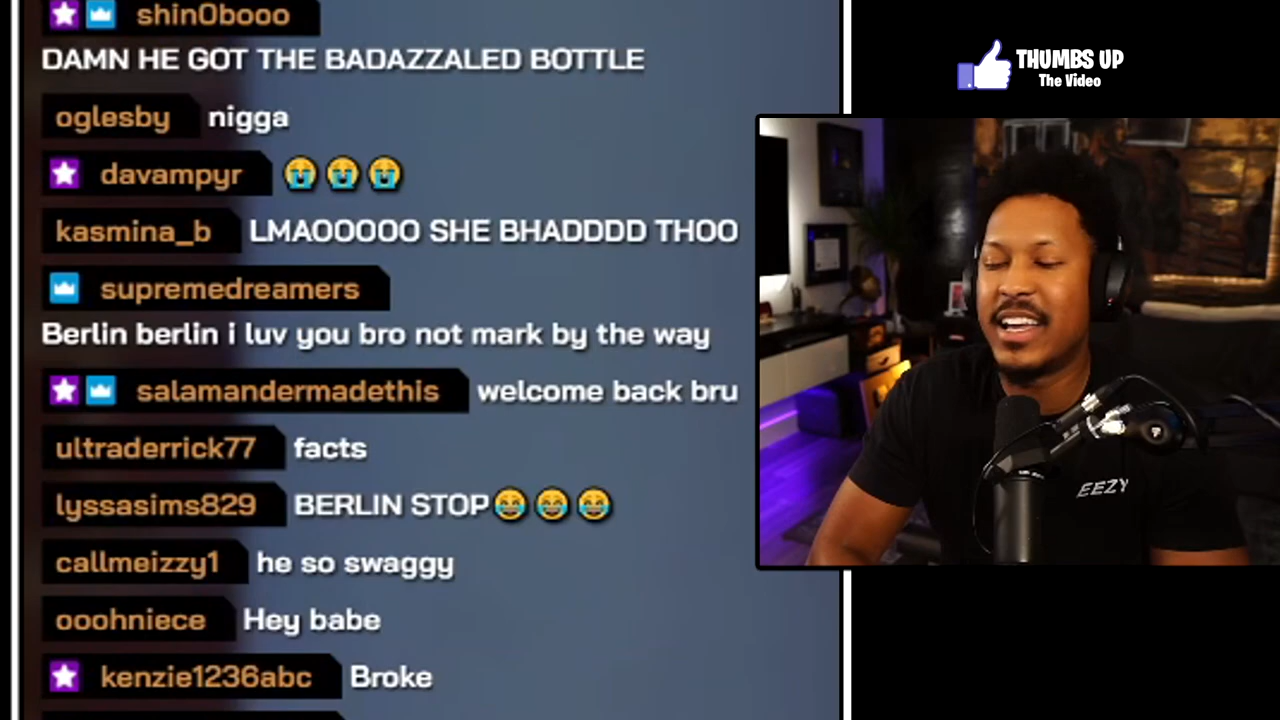 shin0booo
DAMN HE GOT THE BADAZZALED BOTTLE
oglesby nigga
davampyr 😭😭😭
kasmina_b LMAOOOOO SHE BHADDDD THOO
supremedreamers
Berlin berlin i luv you bro not mark by the way
salamandermadethis welcome back bru
ultraderrick77 facts
lyssasims829 BERLIN STOP😂😂😂
callmeizzy1 he so swaggy
ooohniece Hey babe
kenzie1236abc Broke
THUMBS UP
The Video
EEZY